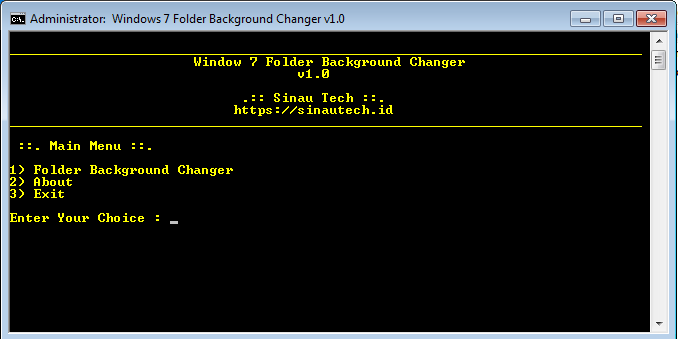 Administrator: Windows 7 Folder Background Changer v1.0
Window 7 Folder Background Changer
v1.0
.:: Sinau Tech ::.
https://sinautech.id
::. Main Menu ::.
1) Folder Background Changer
2) About
3) Exit
Enter Your Choice : _